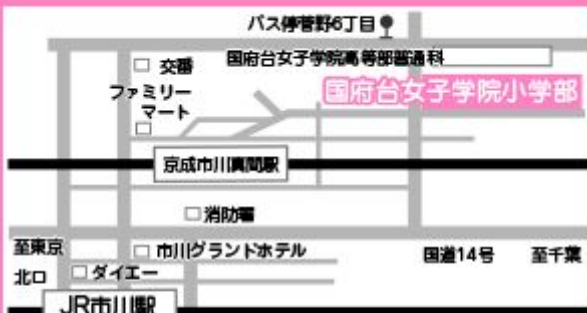 バス停菅野6丁目
国府台女子学院高等部普通科
交番
国府台女子学院小学部
ファミリー
マート
京成市川真間駅
消防署
至東京
市川グランドホテル
国道14号
至千葉
北口
ダイエー
JR市川駅